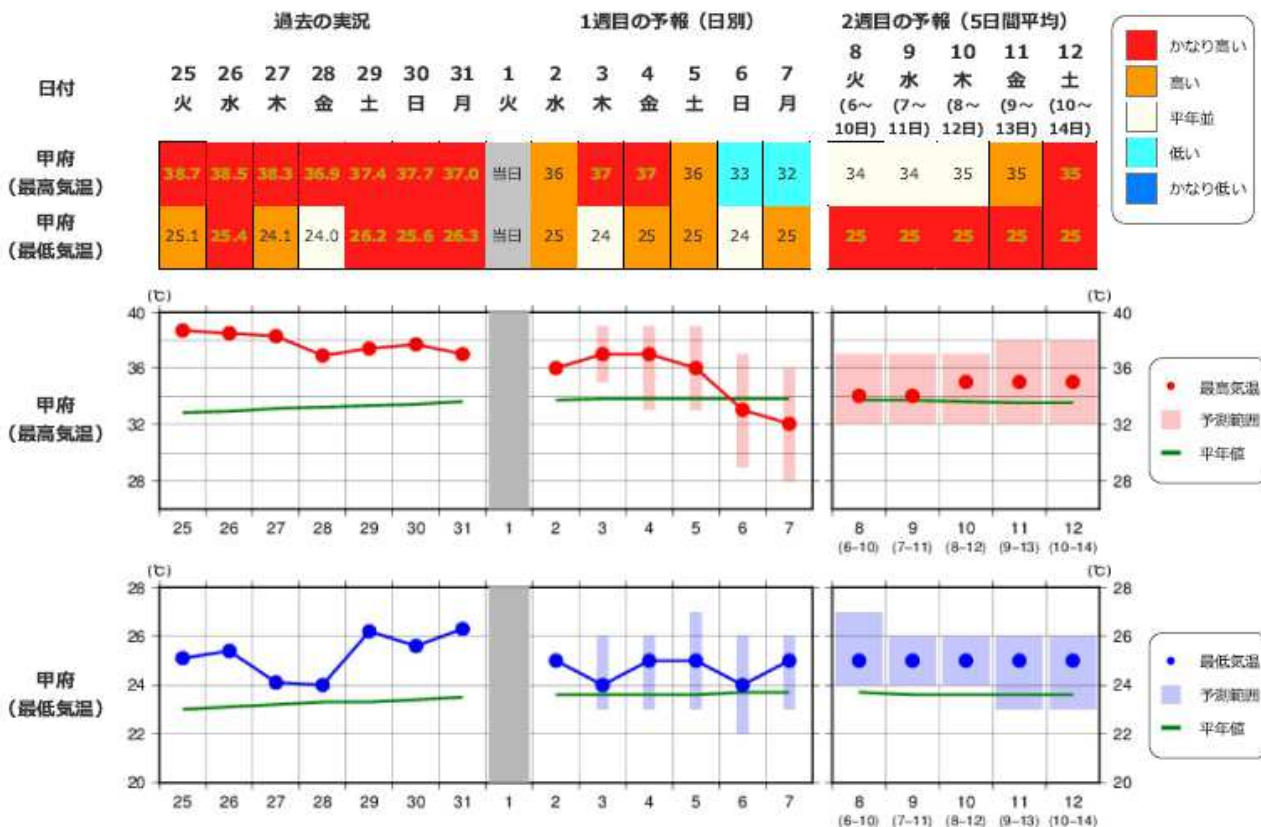 過去の実況 1週目の予報（日別） 2週目の予報（5日間平均）
日付 25 26 27 28 29 30 31 1 2 3 4 5 6 7 8 9 10 11 12
火 水 木 金 土 日 月 火 水 木 金 土 日 月 火 水 木 金 土
(6～10日) (7～11日) (8～12日) (9～13日) (10～14日)
かなり高い
高い
平年並
低い
かなり低い
甲府（最高気温） 38.7 38.5 38.3 36.9 37.4 37.7 37.0 当日 36 37 37 36 33 32 34 34 35 35 35
甲府（最低気温） 25.1 25.4 24.1 24.0 26.2 25.6 26.3 当日 25 24 25 25 24 25 25 25 25 25 25
(℃) (℃)
40 40
36 36
32 32
28 28
甲府
（最高気温）
最高気温
予測範囲
平年値
25 26 27 28 29 30 31 1 2 3 4 5 6 7 8 9 10 11 12
(6-10) (7-11) (8-12) (9-13) (10-14)
(℃) (℃)
28 28
26 26
24 24
22 22
20 20
甲府
（最低気温）
最低気温
予測範囲
平年値
25 26 27 28 29 30 31 1 2 3 4 5 6 7 8 9 10 11 12
(6-10) (7-11) (8-12) (9-13) (10-14)